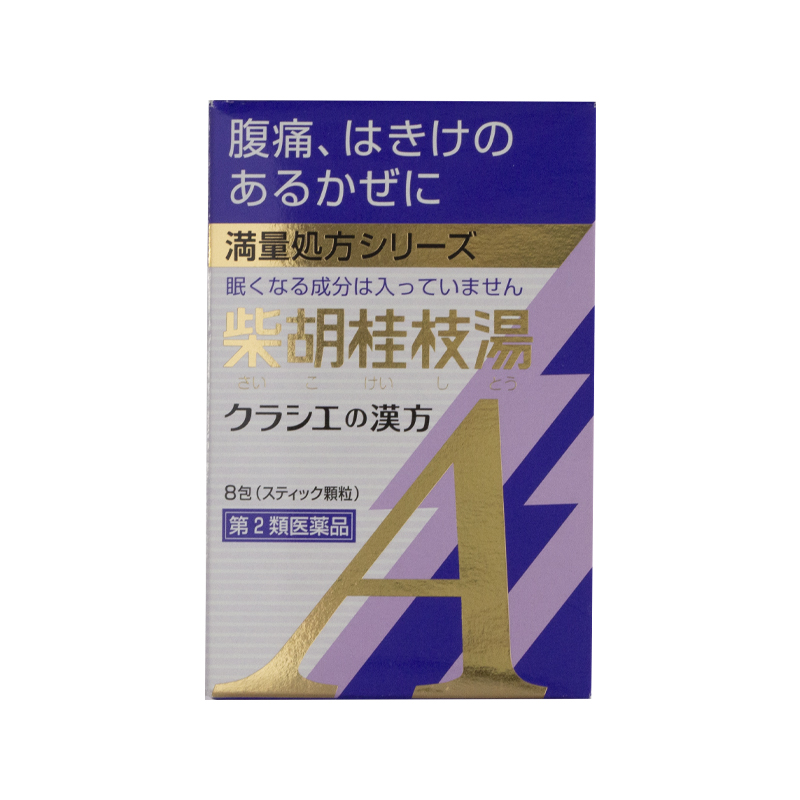 腹痛、はきけの
あるかぜに
満量処方シリーズ
眠くなる成分は入っていません
柴胡桂枝湯
さいこけいしとう
クラシエの漢方
8包(スティック顆粒)
第2類医薬品
A